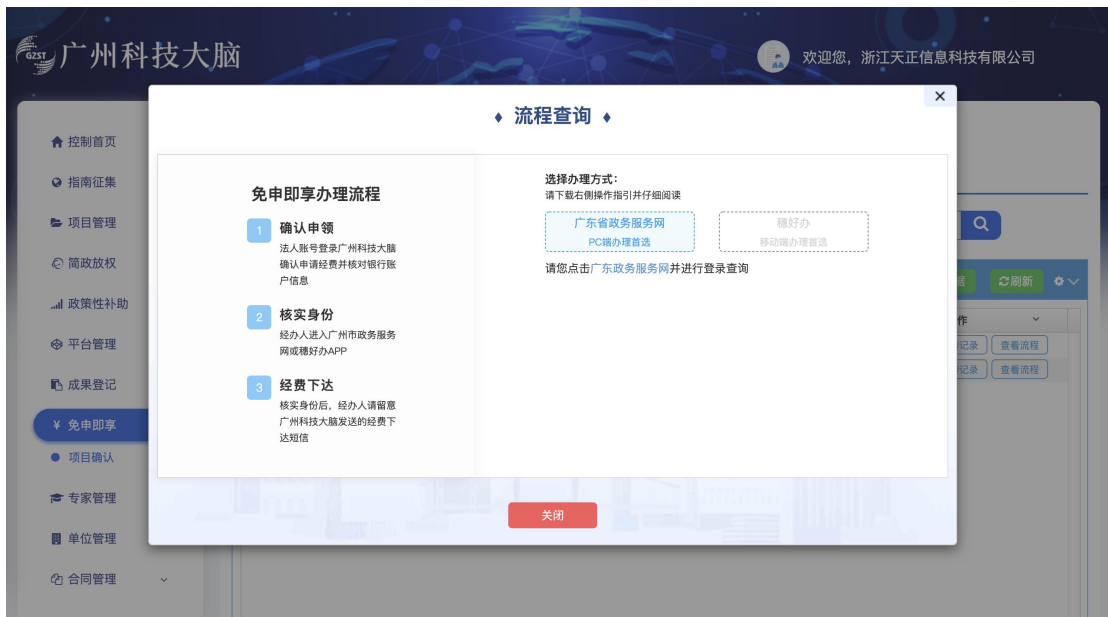 GZST 广州科技大脑
欢迎您，浙江天正信息科技有限公司
控制首页
指南征集
项目管理
简政放权
政策性补助
平台管理
成果登记
¥ 免申即享
项目确认
专家管理
单位管理
合同管理
流程查询
×
免申即享办理流程
1 确认申领
法人账号登录广州科技大脑
确认申请经费并核对银行账
户信息
2 核实身份
经办人进入广州市政务服务
网或穗好办APP
3 经费下达
核实身份后，经办人请留意
广州科技大脑发送的经费下
达短信
选择办理方式：
请下载右侧操作指引并仔细阅读
广东省政务服务网
PC端办理首选
穗好办
移动端办理首选
请您点击广东政务服务网并进行登录查询
关闭
刷新
作
记录 查看流程
记录 查看流程